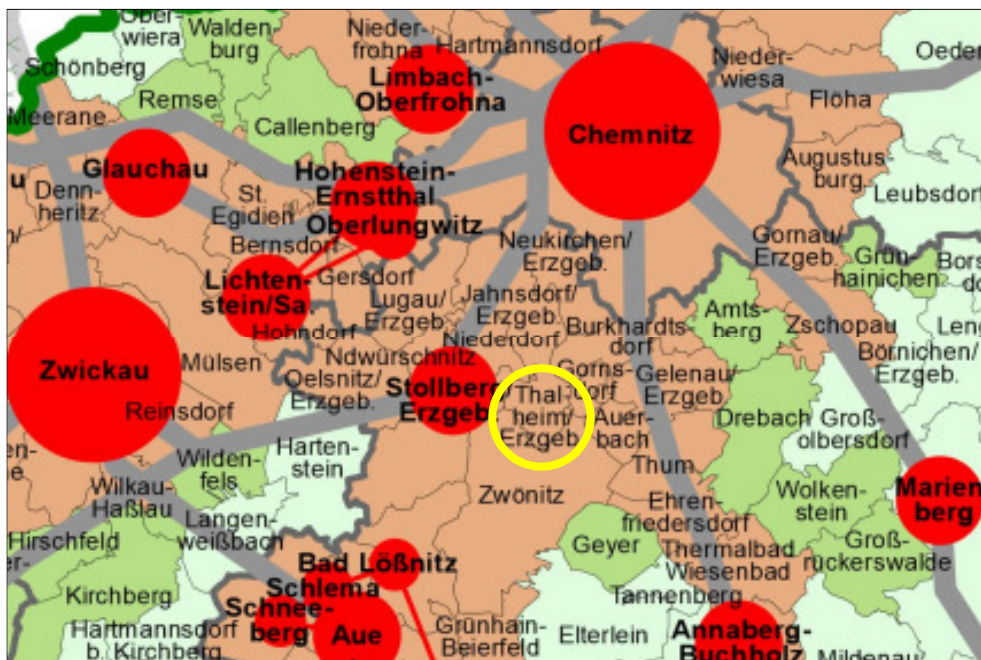 Ober-
wiera
Walden-
burg
Nieder-
frohna
Hartmannsdorf
Nieder-
wiesa
Oeder
Schönberg
Limbach-
Oberfrohna
Meerane
Remse
Callenberg
Chemnitz
Flöha
Glauchau
Hohenstein-
Ernstthal
Oberlungwitz
Augustus-
burg
Leubsdorf
u
Denn-
heritz
St.
Egidien
Bernsdorf
Neukirchen/
Erzgeb.
Gornau/
Erzgeb.
Grün-
hainichen
Bors
Lichten-
stein/Sa.
Gersdorf
Lugau/
Erzgeb.
Jahnsdorf/
Erzgeb.
Amts-
berg
Zschopau
Leng
Hohndorf
Niederdorf
Burkhardts
dorf
Börnichen/
Erzgeb.
Zwickau
Mülsen
Ndwürschnitz
Oelsnitz/
Erzgeb.
Stollberg/
Erzgeb.
Thal-
heim/
Erzgeb.
Gorns-
dorf
Gelenau/
Erzgeb.
Reinsdorf
Auer-
bach
Drebach
Groß-
olbersdorf
en-
e
Harten-
stein
Wilden-
fels
Thum
Zwönitz
Wilkau-
Haßlau
Ehren-
friedersdorf
Wolken-
stein
Marien
berg
Hirschfeld
er-
Langen-
weißbach
Geyer
Thermalbad
Wiesenbad
Groß-
rückerswalde
Bad
Schlema
Lößnitz
Kirchberg
Schnee-
berg
Aue
Tannenberg
Hartmannsdorf
b. Kirchberg
Grünhain-
Beierfeld
Elterlein
Annaberg-
Buchholz
Mildenau